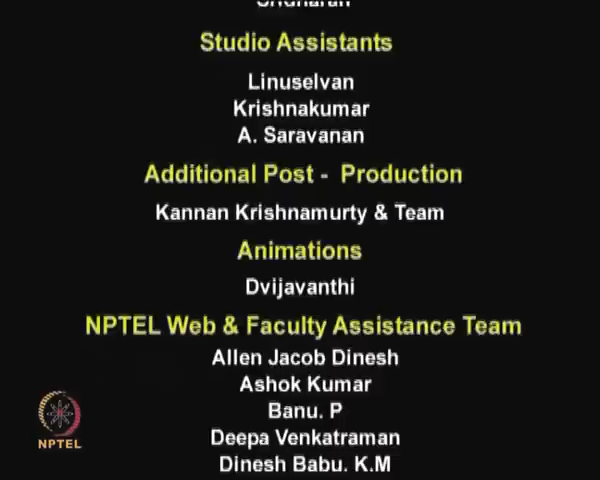 Studio Assistants
Linuselvan
Krishnakumar
A. Saravanan
Additional Post - Production
Kannan Krishnamurty & Team
Animations
Dvijavanthi
NPTEL Web & Faculty Assistance Team
Allen Jacob Dinesh
Ashok Kumar
Banu. P
Deepa Venkatraman
Dinesh Babu. K.M
NPTEL